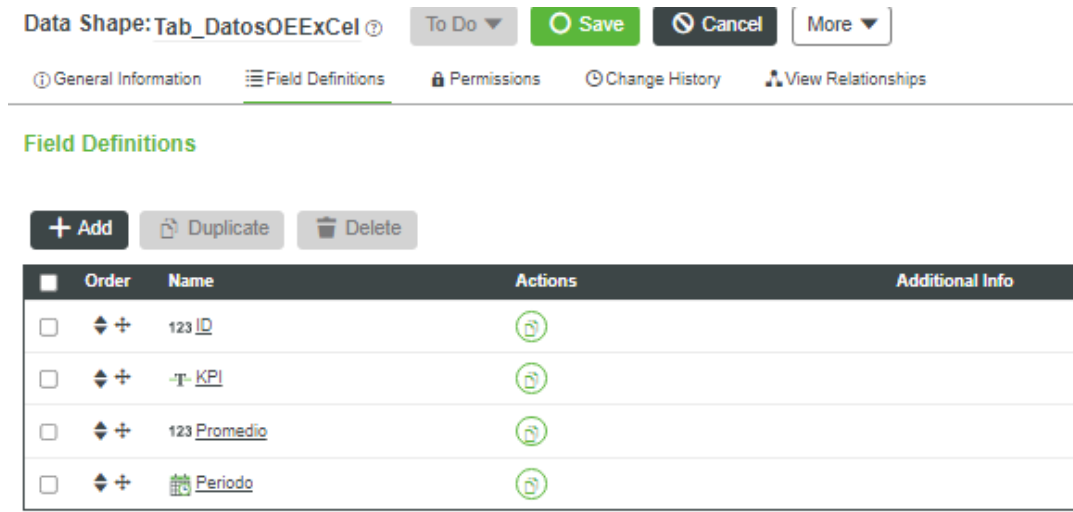 Data Shape: Tab_DatosOEExCel To Do Save Cancel More
General Information Field Definitions Permissions Change History View Relationships
Field Definitions
Add Duplicate Delete
Order Name Actions Additional Info
123 ID
T KPI
123 Promedio
Periodo